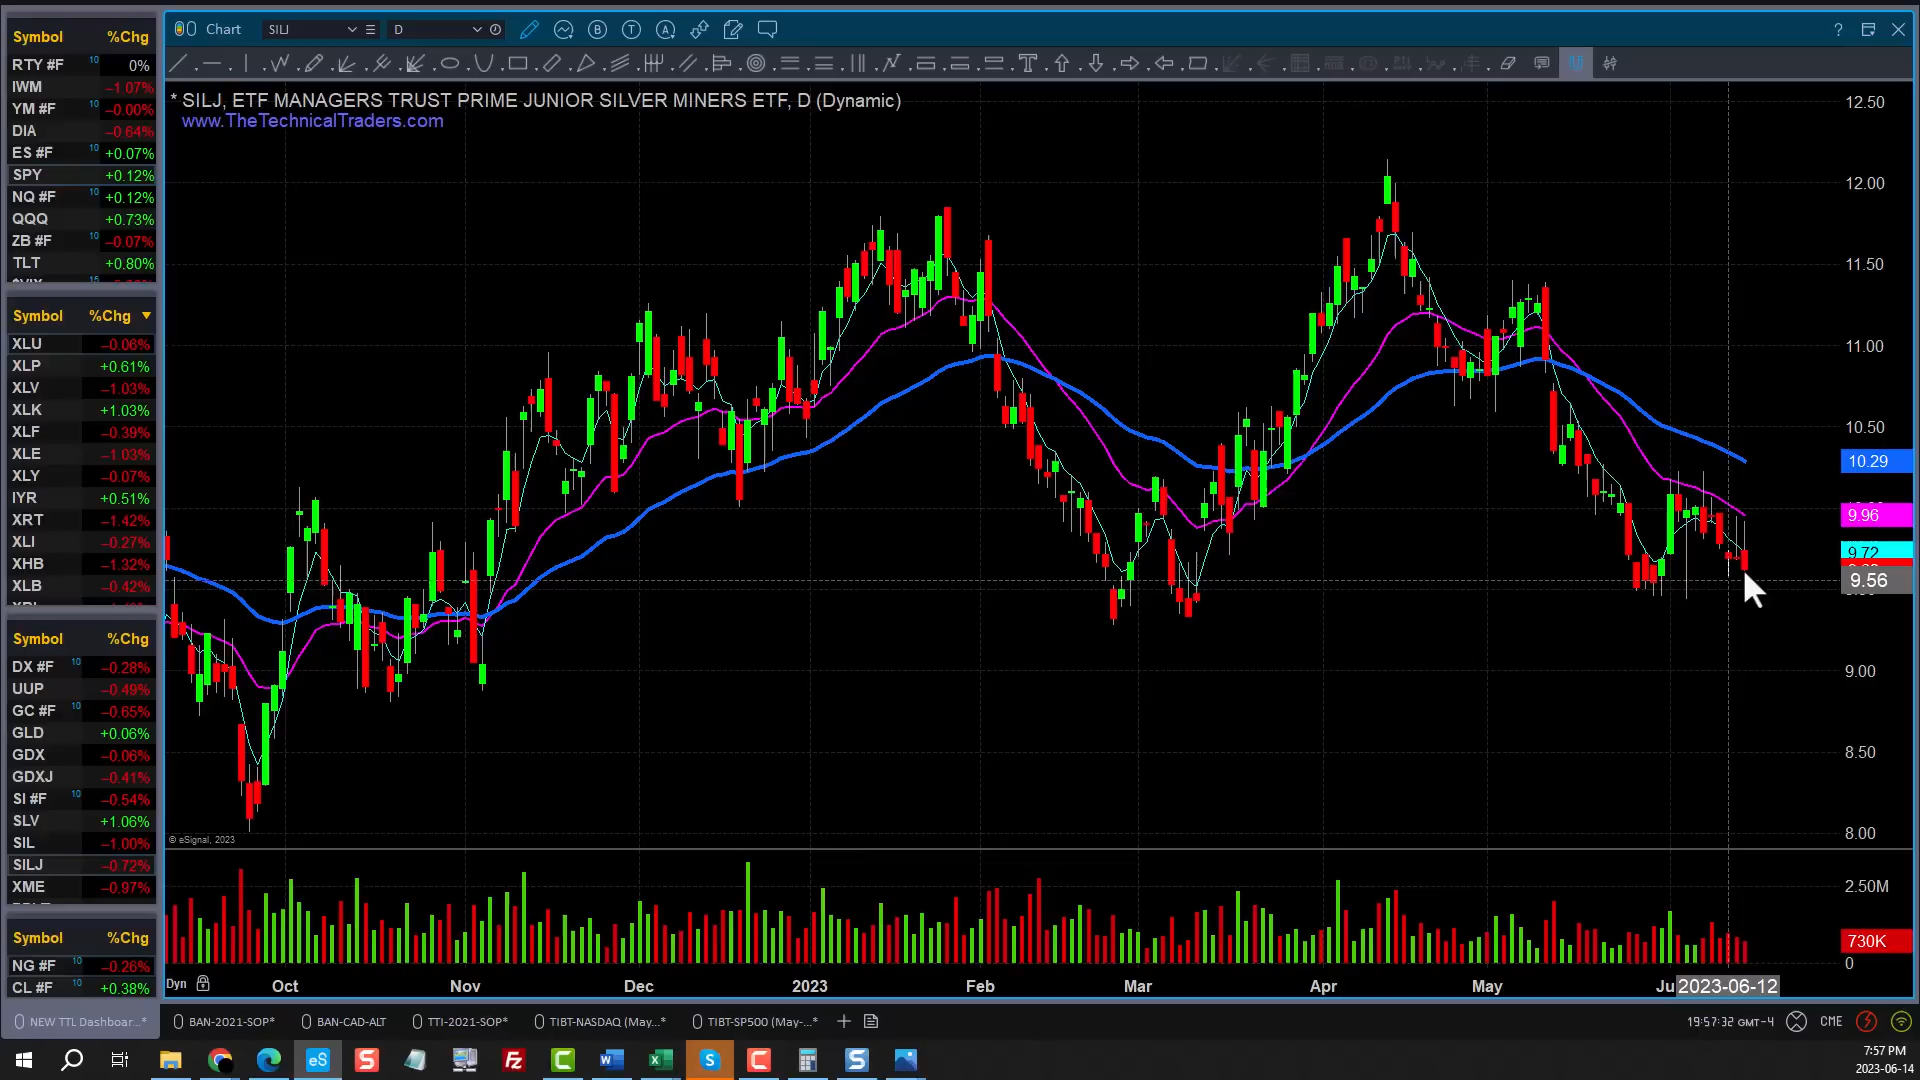 Chart SILJ D
* SILJ, ETF MANAGERS TRUST PRIME JUNIOR SILVER MINERS ETF, D (Dynamic)
www.TheTechnicalTraders.com
Symbol %Chg
RTY #F 10 0%
IWM -1.07%
YM #F 10 -0.00%
DIA -0.64%
ES #F 10 +0.07%
SPY +0.12%
NQ #F 10 +0.12%
QQQ +0.73%
ZB #F 10 -0.07%
TLT +0.80%
Symbol %Chg
XLU -0.06%
XLP +0.61%
XLV -1.03%
XLK +1.03%
XLF -0.39%
XLE -1.03%
XLY -0.07%
IYR +0.51%
XRT -1.42%
XLI -0.27%
XHB -1.32%
XLB -0.42%
Symbol %Chg
DX #F 10 -0.28%
UUP -0.49%
GC #F 10 -0.65%
GLD +0.06%
GDX -0.06%
GDXJ -0.41%
SI #F 10 -0.54%
SLV +1.06%
SIL -1.00%
SILJ -0.72%
XME -0.97%
Symbol %Chg
NG #F 10 -0.26%
CL #F 10 +0.38%
12.50
12.00
11.50
11.00
10.50
10.29
9.96
9.72
9.56
9.00
8.50
8.00
2.50M
730K
0
© eSignal, 2023
Dyn Oct Nov Dec 2023 Feb Mar Apr May Ju 2023-06-12
NEW TTL Dashboar...* BAN-2021-SOP* BAN-CAD-ALT TTI-2021-SOP* TIBT-NASDAQ (May...* TIBT-SP500 (May-...* 19:57:32 GMT-4 CME
7:57 PM
2023-06-14